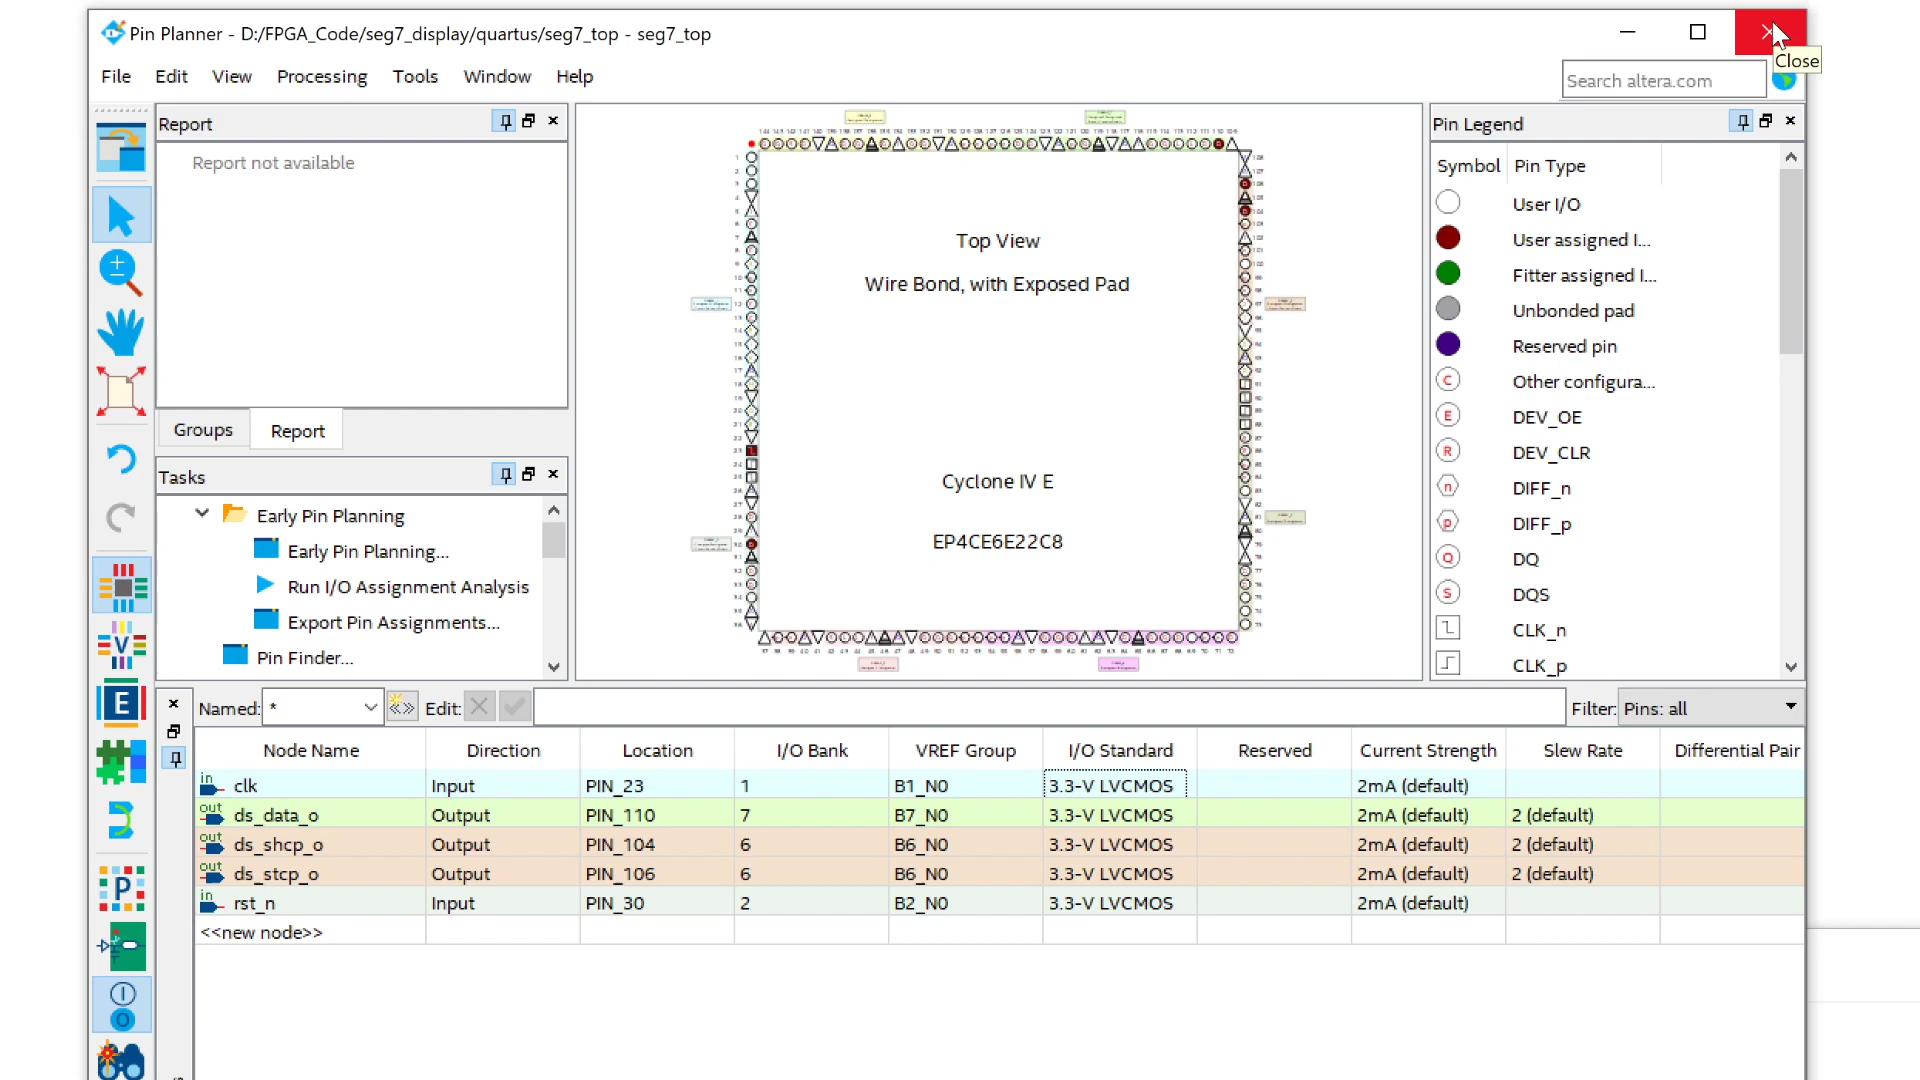 Pin Planner - D:/FPGA_Code/seg7_display/quartus/seg7_top - seg7_top
Close
File Edit View Processing Tools Window Help
Search altera.com
Report
Report not available
Groups Report
Tasks
Early Pin Planning
Early Pin Planning...
Run I/O Assignment Analysis
Export Pin Assignments...
Pin Finder...
Top View
Wire Bond, with Exposed Pad
Cyclone IV E
EP4CE6E22C8
Pin Legend
Symbol Pin Type
User I/O
User assigned I...
Fitter assigned I...
Unbonded pad
Reserved pin
C Other configura...
E DEV_OE
R DEV_CLR
n DIFF_n
p DIFF_p
Q DQ
S DQS
CLK_n
CLK_p
Named: * Edit: Filter: Pins: all
Node Name Direction Location I/O Bank VREF Group I/O Standard Reserved Current Strength Slew Rate Differential Pair
in clk Input PIN_23 1 B1_N0 3.3-V LVCMOS 2mA (default)
out ds_data_o Output PIN_110 7 B7_N0 3.3-V LVCMOS 2mA (default) 2 (default)
out ds_shcp_o Output PIN_104 6 B6_N0 3.3-V LVCMOS 2mA (default) 2 (default)
out ds_stcp_o Output PIN_106 6 B6_N0 3.3-V LVCMOS 2mA (default) 2 (default)
in rst_n Input PIN_30 2 B2_N0 3.3-V LVCMOS 2mA (default)
<<new node>>